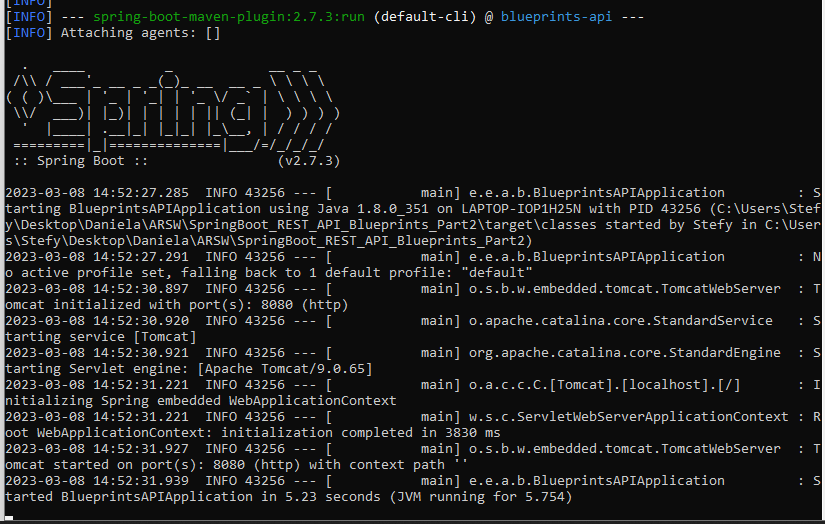 [INFO]
[INFO] --- spring-boot-maven-plugin:2.7.3:run (default-cli) @ blueprints-api ---
[INFO] Attaching agents: []
  .   ____          _            __ _ _
 /\\ / ___'_ __ _ _(_)_ __  __ _ \ \ \ \
( ( )\___ | '_ | '_| | '_ \/ _` | \ \ \ \
 \\/  ___)| |_)| | | | | || (_| |  ) ) ) )
  '  |____| .__|_| |_|_| |_\__, | / / / /
 =========|_|==============|___/=/_/_/_/
 :: Spring Boot ::                (v2.7.3)
2023-03-08 14:52:27.285  INFO 43256 --- [           main] e.e.a.b.BlueprintsAPIApplication         : S
tarting BlueprintsAPIApplication using Java 1.8.0_351 on LAPTOP-IOP1H25N with PID 43256 (C:\Users\Stef
y\Desktop\Daniela\ARSW\SpringBoot_REST_API_Blueprints_Part2\target\classes started by Stefy in C:\User
s\Stefy\Desktop\Daniela\ARSW\SpringBoot_REST_API_Blueprints_Part2)
2023-03-08 14:52:27.291  INFO 43256 --- [           main] e.e.a.b.BlueprintsAPIApplication         : N
o active profile set, falling back to 1 default profile: "default"
2023-03-08 14:52:30.897  INFO 43256 --- [           main] o.s.b.w.embedded.tomcat.TomcatWebServer  : T
omcat initialized with port(s): 8080 (http)
2023-03-08 14:52:30.920  INFO 43256 --- [           main] o.apache.catalina.core.StandardService   : S
tarting service [Tomcat]
2023-03-08 14:52:30.921  INFO 43256 --- [           main] org.apache.catalina.core.StandardEngine  : S
tarting Servlet engine: [Apache Tomcat/9.0.65]
2023-03-08 14:52:31.221  INFO 43256 --- [           main] o.a.c.c.C.[Tomcat].[localhost].[/]       : I
nitializing Spring embedded WebApplicationContext
2023-03-08 14:52:31.221  INFO 43256 --- [           main] w.s.c.ServletWebServerApplicationContext : R
oot WebApplicationContext: initialization completed in 3830 ms
2023-03-08 14:52:31.927  INFO 43256 --- [           main] o.s.b.w.embedded.tomcat.TomcatWebServer  : T
omcat started on port(s): 8080 (http) with context path ''
2023-03-08 14:52:31.939  INFO 43256 --- [           main] e.e.a.b.BlueprintsAPIApplication         : S
tarted BlueprintsAPIApplication in 5.23 seconds (JVM running for 5.754)